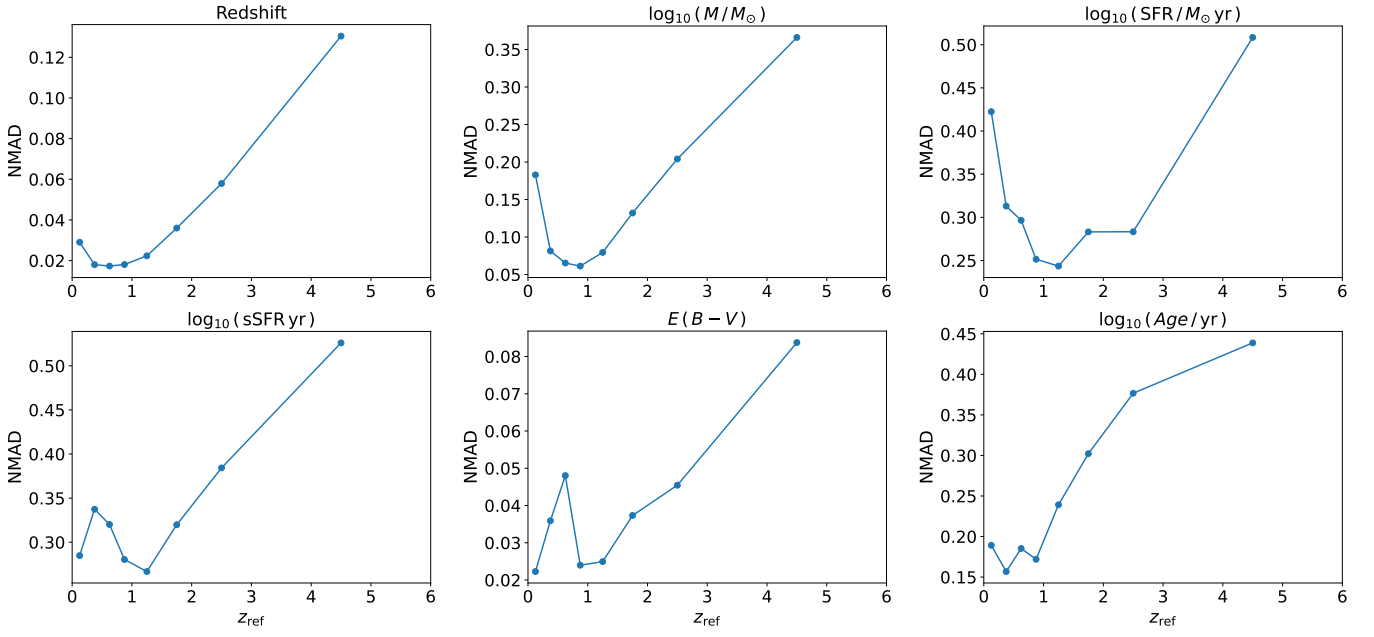 Redshift
NMAD
0.12
0.10
0.08
0.06
0.04
0.02
0 1 2 3 4 5 6
log₁₀ ( M / M⊙ )
NMAD
0.35
0.30
0.25
0.20
0.15
0.10
0.05
0 1 2 3 4 5 6
log₁₀ ( SFR / M⊙ yr )
NMAD
0.50
0.45
0.40
0.35
0.30
0.25
0 1 2 3 4 5 6
log₁₀ ( sSFR yr )
NMAD
0.50
0.45
0.40
0.35
0.30
0 1 2 3 4 5 6
z_ref
E ( B − V )
NMAD
0.08
0.07
0.06
0.05
0.04
0.03
0.02
0 1 2 3 4 5 6
z_ref
log₁₀ ( Age / yr )
NMAD
0.45
0.40
0.35
0.30
0.25
0.20
0.15
0 1 2 3 4 5 6
z_ref